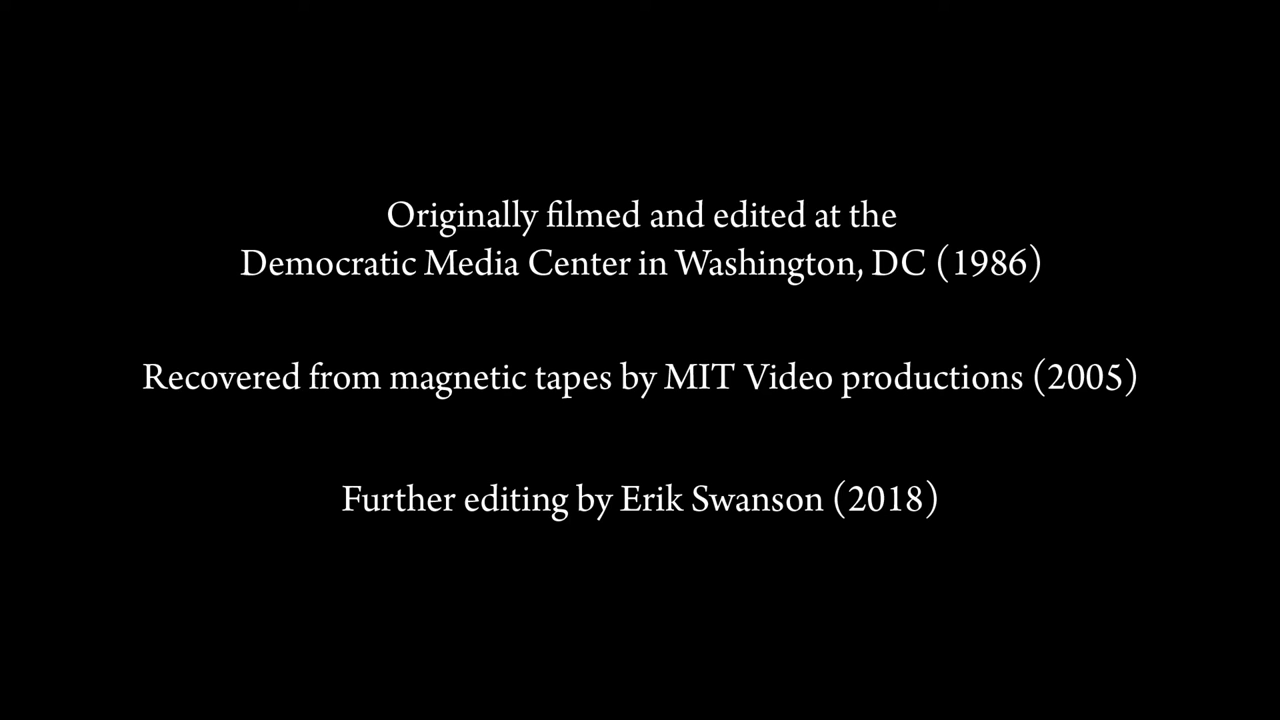 Originally filmed and edited at the
Democratic Media Center in Washington, DC (1986)
Recovered from magnetic tapes by MIT Video productions (2005)
Further editing by Erik Swanson (2018)